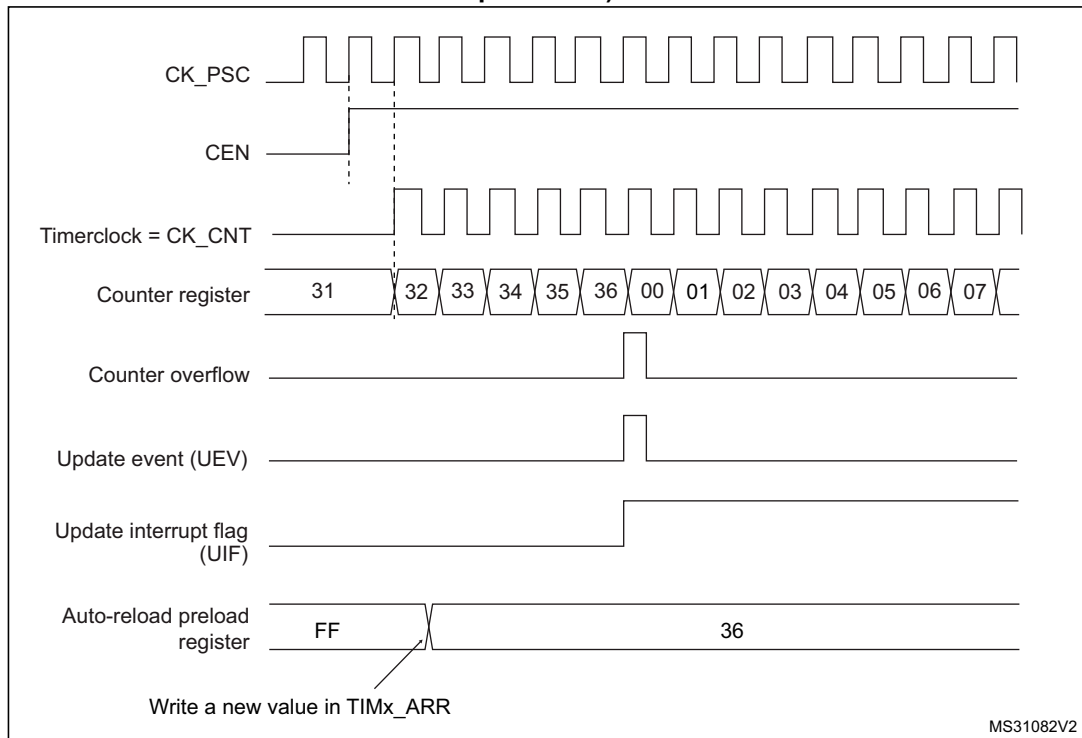 CK_PSC
CEN
Timerclock = CK_CNT
Counter register 31 32 33 34 35 36 00 01 02 03 04 05 06 07
Counter overflow
Update event (UEV)
Update interrupt flag
(UIF)
Auto-reload preload
register FF 36
Write a new value in TIMx_ARR
MS31082V2